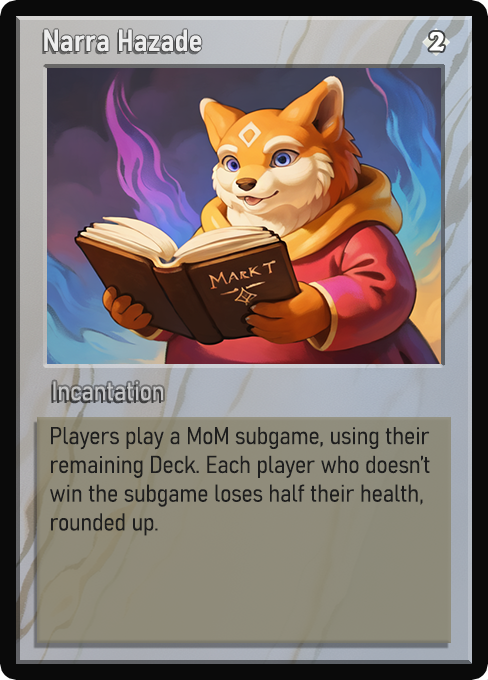 Narra Hazade
2
MARK T
Incantation
Players play a MoM subgame, using their
remaining Deck. Each player who doesn't
win the subgame loses half their health,
rounded up.